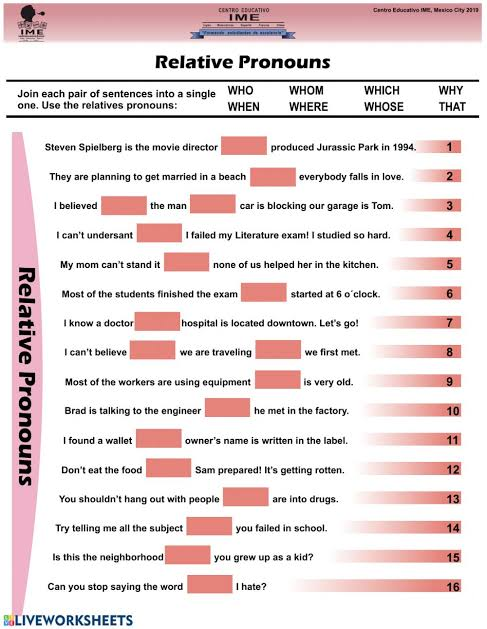 CENTRO EDUCATIVO
IME
"Formando estudiantes de excelencia"
IME
Centro Educativo IME, Mexico City 2019
Relative Pronouns
Join each pair of sentences into a single one. Use the relatives pronouns:
WHO WHOM WHICH WHY
WHEN WHERE WHOSE THAT
Relative Pronouns
Steven Spielberg is the movie director produced Jurassic Park in 1994. 1
They are planning to get married in a beach everybody falls in love. 2
I believed the man car is blocking our garage is Tom. 3
I can't undersant I failed my Literature exam! I studied so hard. 4
My mom can't stand it none of us helped her in the kitchen. 5
Most of the students finished the exam started at 6 o´clock. 6
I know a doctor hospital is located downtown. Let's go! 7
I can't believe we are traveling we first met. 8
Most of the workers are using equipment is very old. 9
Brad is talking to the engineer he met in the factory. 10
I found a wallet owner's name is written in the label. 11
Don't eat the food Sam prepared! It's getting rotten. 12
You shouldn't hang out with people are into drugs. 13
Try telling me all the subject you failed in school. 14
Is this the neighborhood you grew up as a kid? 15
Can you stop saying the word I hate? 16
LIVEWORKSHEETS